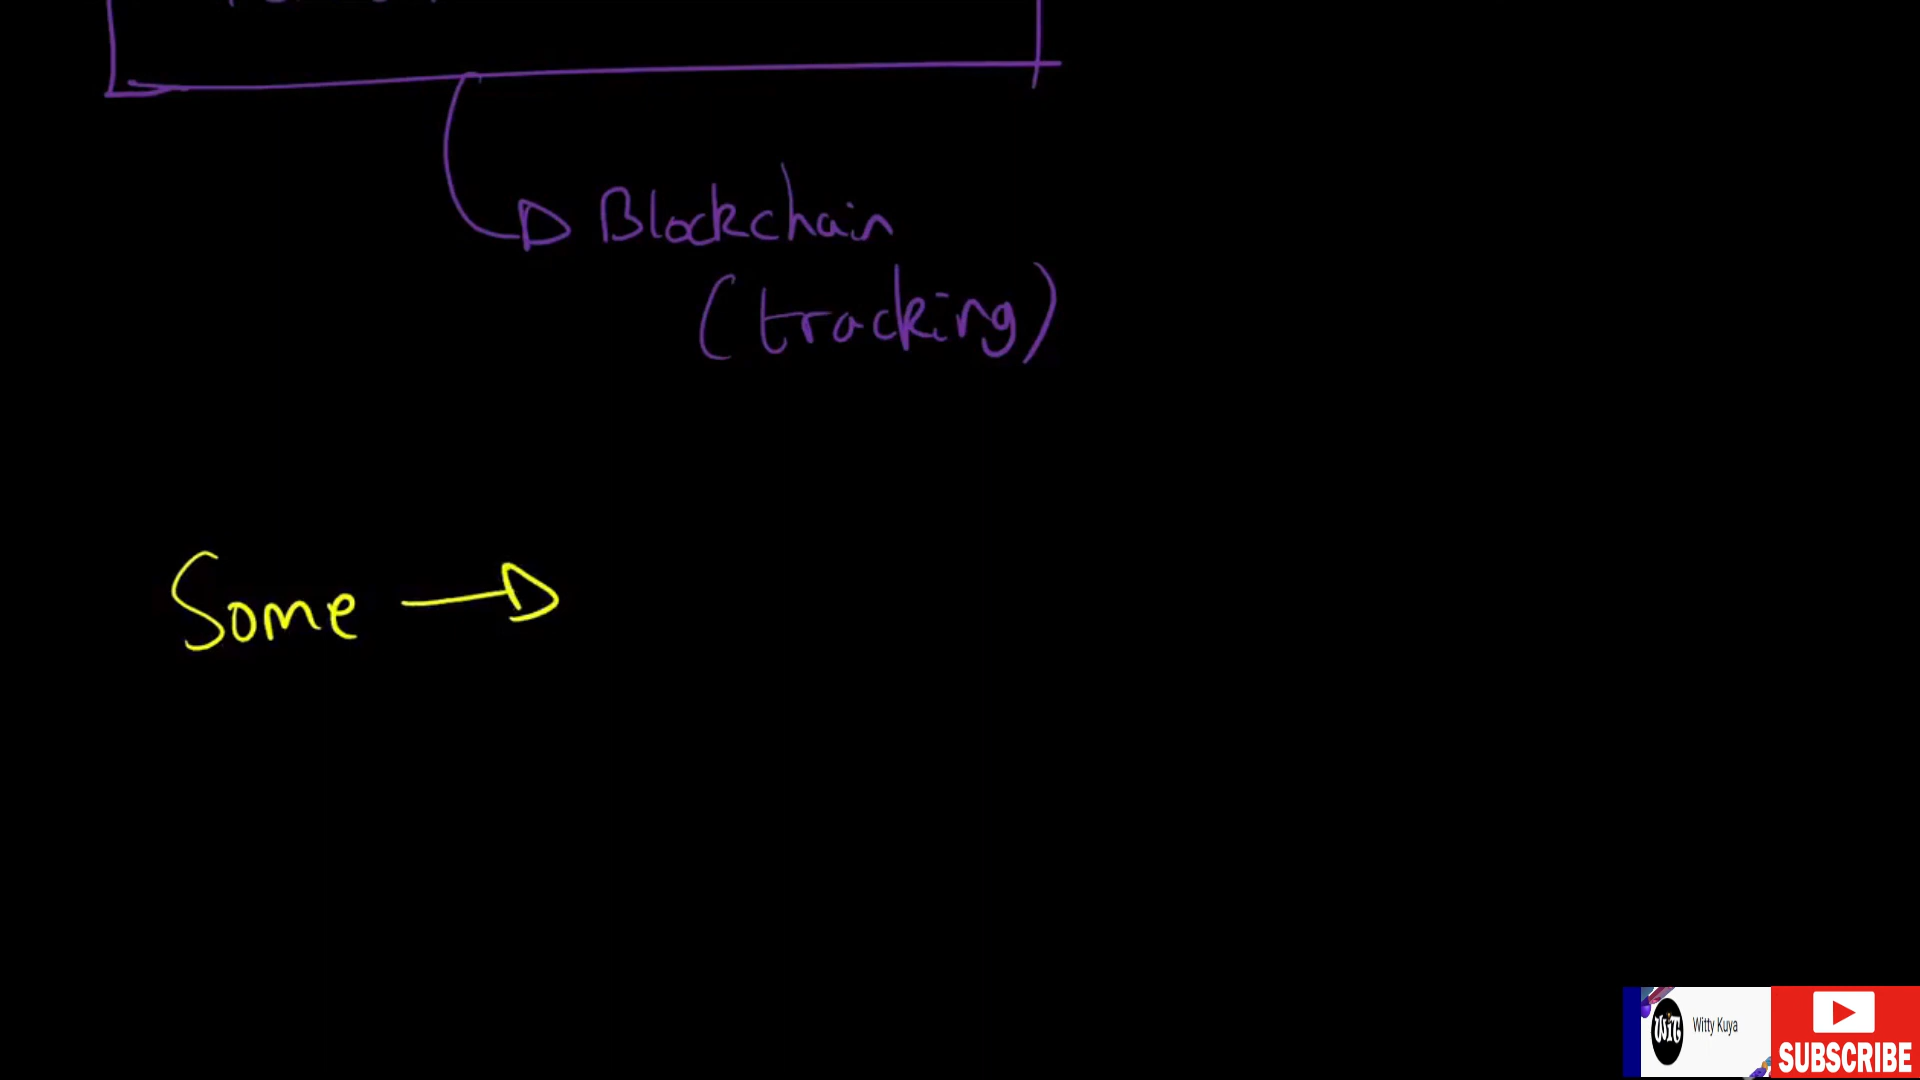 Blockchain
(tracking)
Some
Witty Kuya
SUBSCRIBE